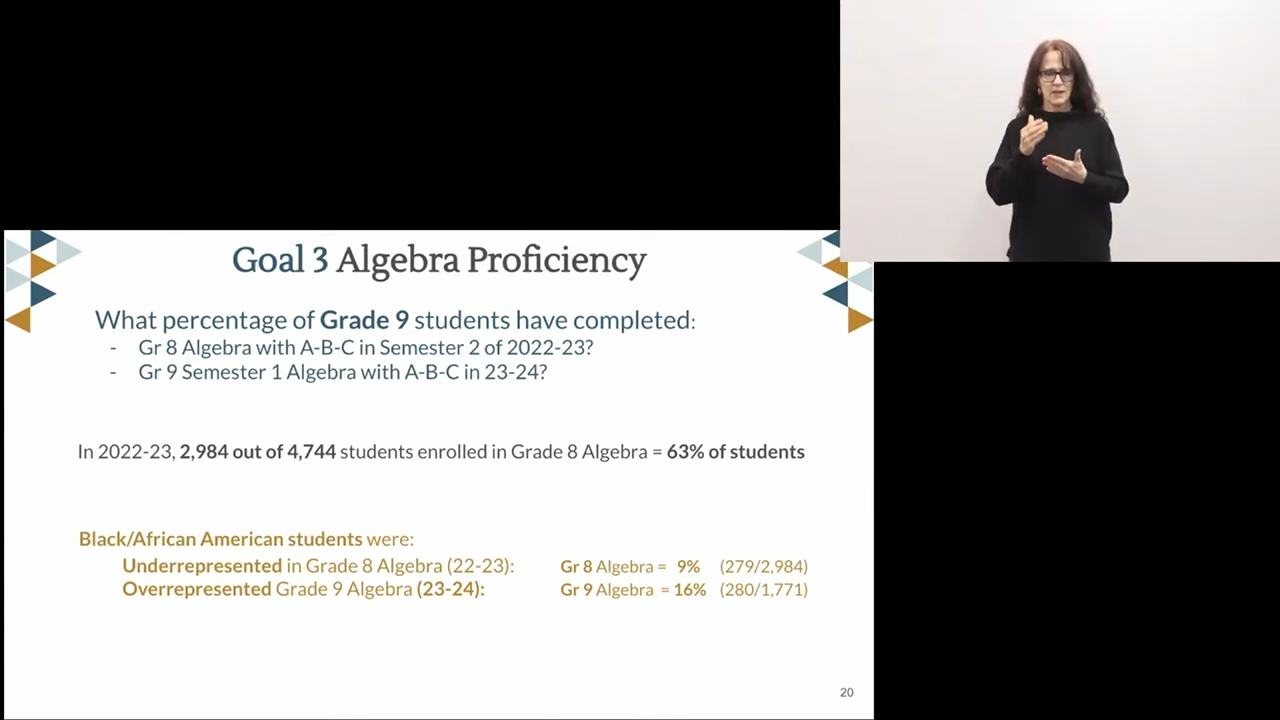 Goal 3 Algebra Proficiency
What percentage of Grade 9 students have completed:
- Gr 8 Algebra with A-B-C in Semester 2 of 2022-23?
- Gr 9 Semester 1 Algebra with A-B-C in 23-24?
In 2022-23, 2,984 out of 4,744 students enrolled in Grade 8 Algebra = 63% of students
Black/African American students were:
Underrepresented in Grade 8 Algebra (22-23): Gr 8 Algebra = 9% (279/2,984)
Overrepresented Grade 9 Algebra (23-24): Gr 9 Algebra = 16% (280/1,771)
20